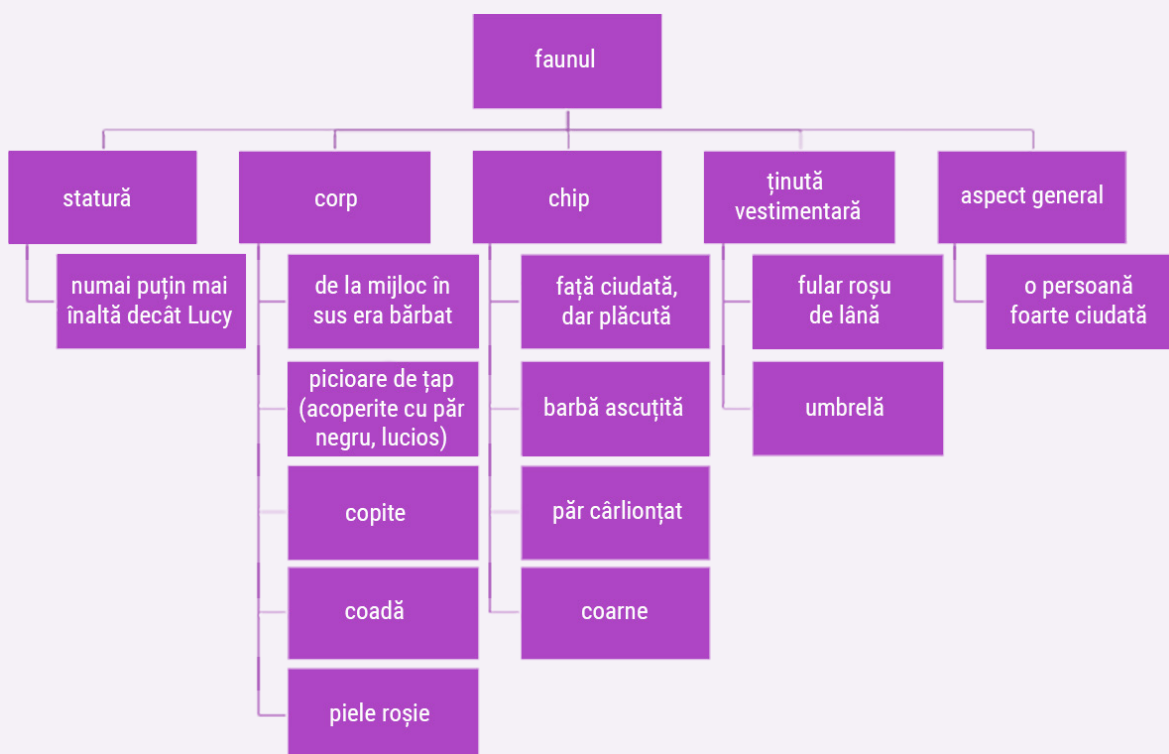 faunul
statură
numai puțin mai
înaltă decât Lucy
corp
de la mijloc în
sus era bărbat
picioare de țap
(acoperite cu păr
negru, lucios)
copite
coadă
piele roșie
chip
față ciudată,
dar plăcută
barbă ascuțită
păr cârlionțat
coarne
ținută
vestimentară
fular roșu
de lână
umbrelă
aspect general
o persoană
foarte ciudată